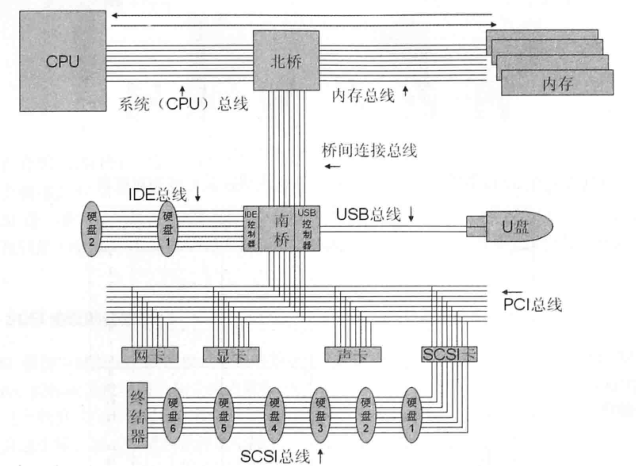 CPU
北桥
内存
系统（CPU）总线
内存总线
桥间连接总线
IDE总线
USB总线
硬盘2
硬盘1
IDE控制器
南桥
USB控制器
U盘
PCI总线
网卡
显卡
声卡
SCSI卡
终结器
硬盘6
硬盘5
硬盘4
硬盘3
硬盘2
硬盘1
SCSI总线